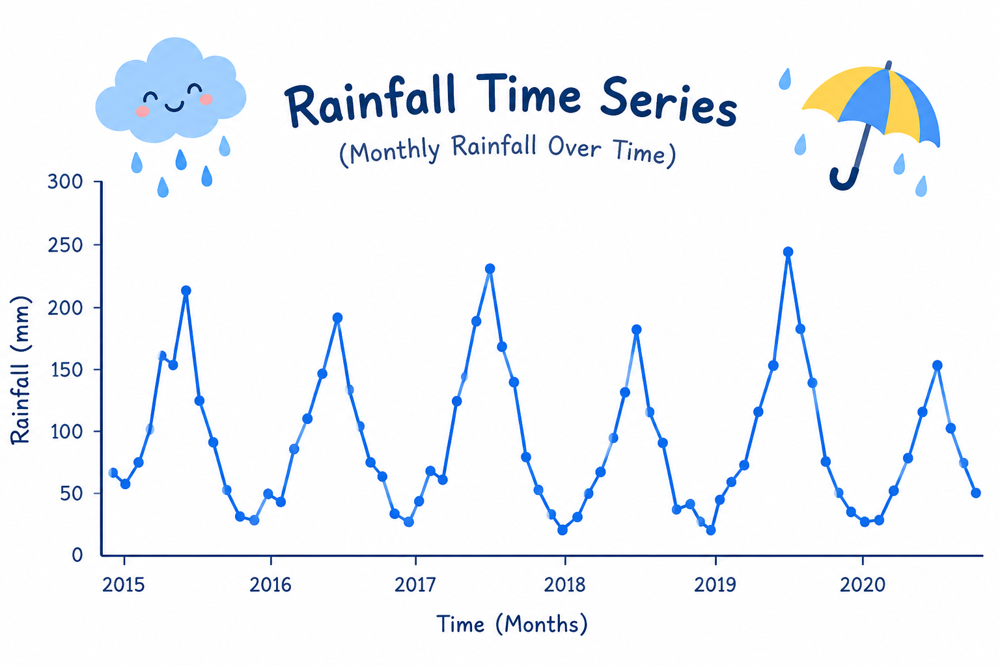 Rainfall Time Series
(Monthly Rainfall Over Time)
300
250
200
150
100
50
0
Rainfall (mm)
2015 2016 2017 2018 2019 2020
Time (Months)